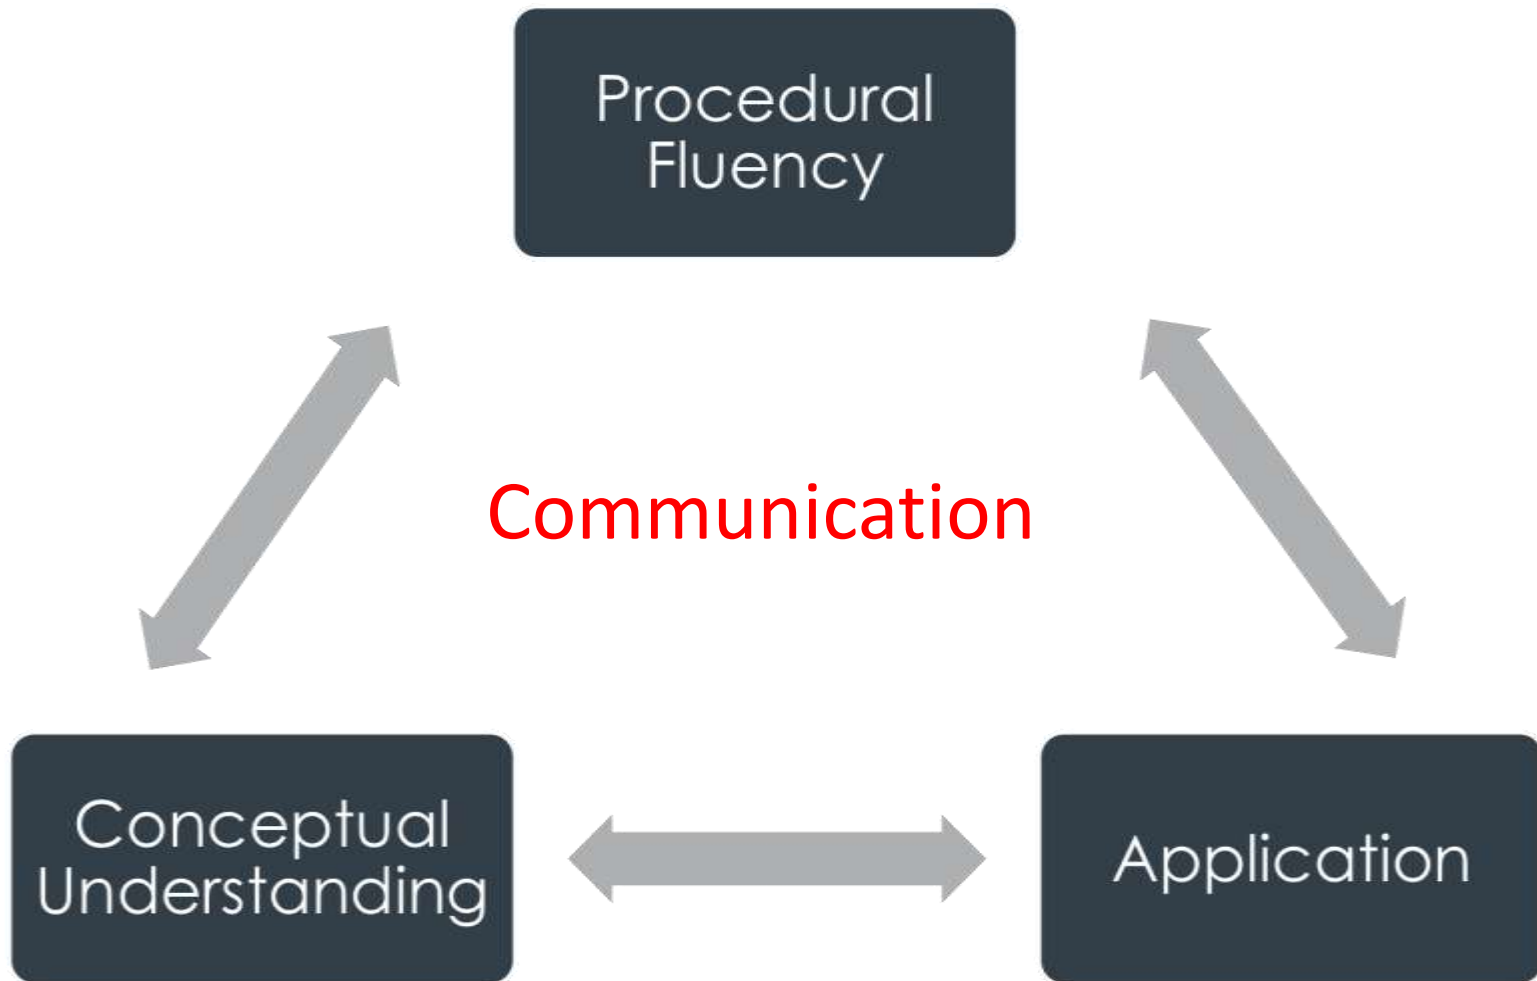 Procedural
Fluency
Communication
Conceptual
Understanding
Application